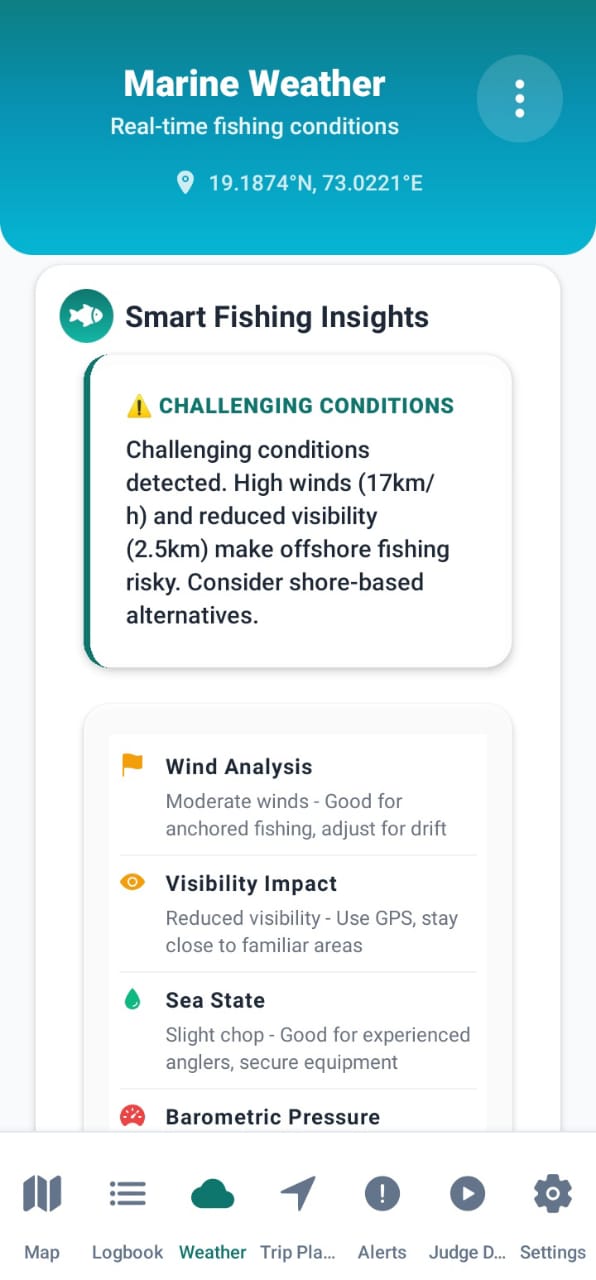 Marine Weather
Real-time fishing conditions
19.1874°N, 73.0221°E
Smart Fishing Insights
⚠️ CHALLENGING CONDITIONS
Challenging conditions
detected. High winds (17km/
h) and reduced visibility
(2.5km) make offshore fishing
risky. Consider shore-based
alternatives.
Wind Analysis
Moderate winds - Good for
anchored fishing, adjust for drift
Visibility Impact
Reduced visibility - Use GPS, stay
close to familiar areas
Sea State
Slight chop - Good for experienced
anglers, secure equipment
Barometric Pressure
Map
Logbook
Weather
Trip Pla...
Alerts
Judge D...
Settings